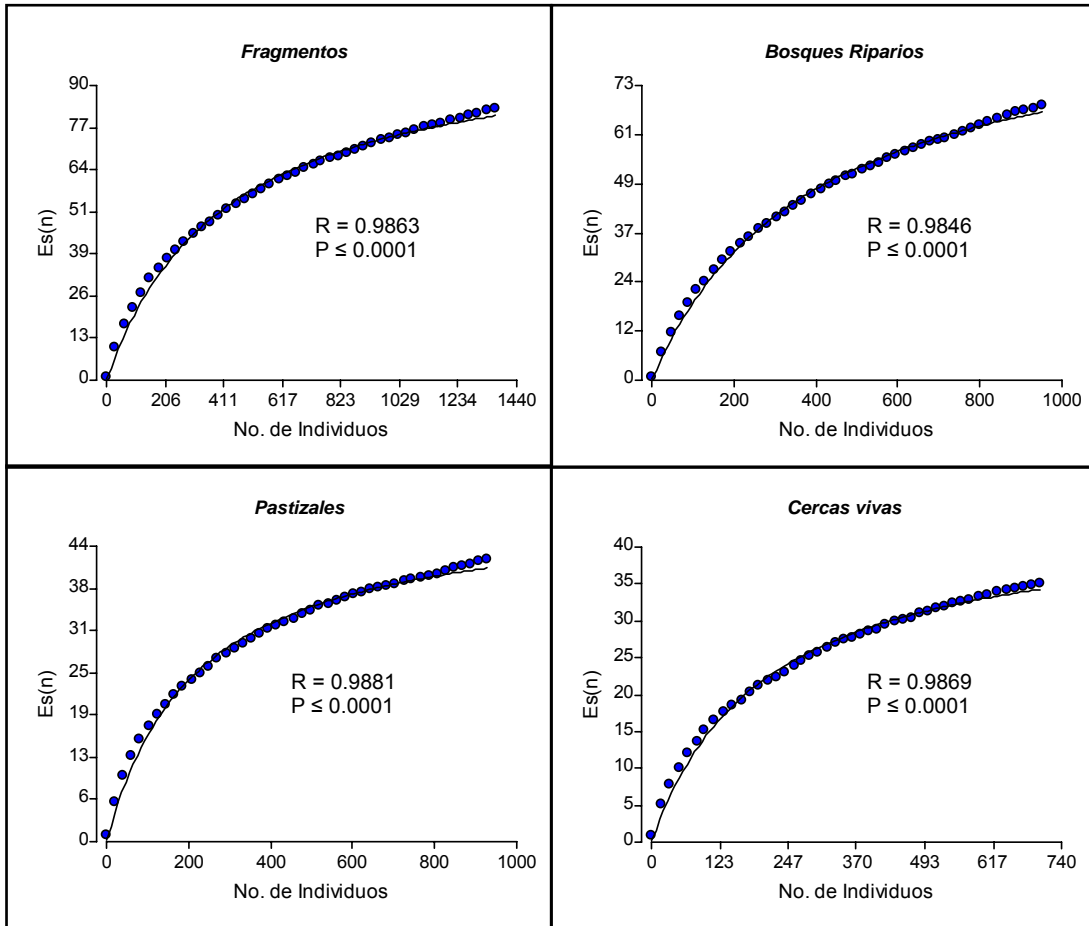 Fragmentos
90
77
64
51
39
26
13
0
Es(n)
R = 0.9863
P ≤ 0.0001
0 206 411 617 823 1029 1234 1440
No. de Individuos
Bosques Riparios
73
61
49
37
24
12
0
Es(n)
R = 0.9846
P ≤ 0.0001
0 200 400 600 800 1000
No. de Individuos
Pastizales
44
38
31
25
19
13
6
0
Es(n)
R = 0.9881
P ≤ 0.0001
0 200 400 600 800 1000
No. de Individuos
Cercas vivas
40
35
30
25
20
15
10
5
0
Es(n)
R = 0.9869
P ≤ 0.0001
0 123 247 370 493 617 740
No. de Individuos